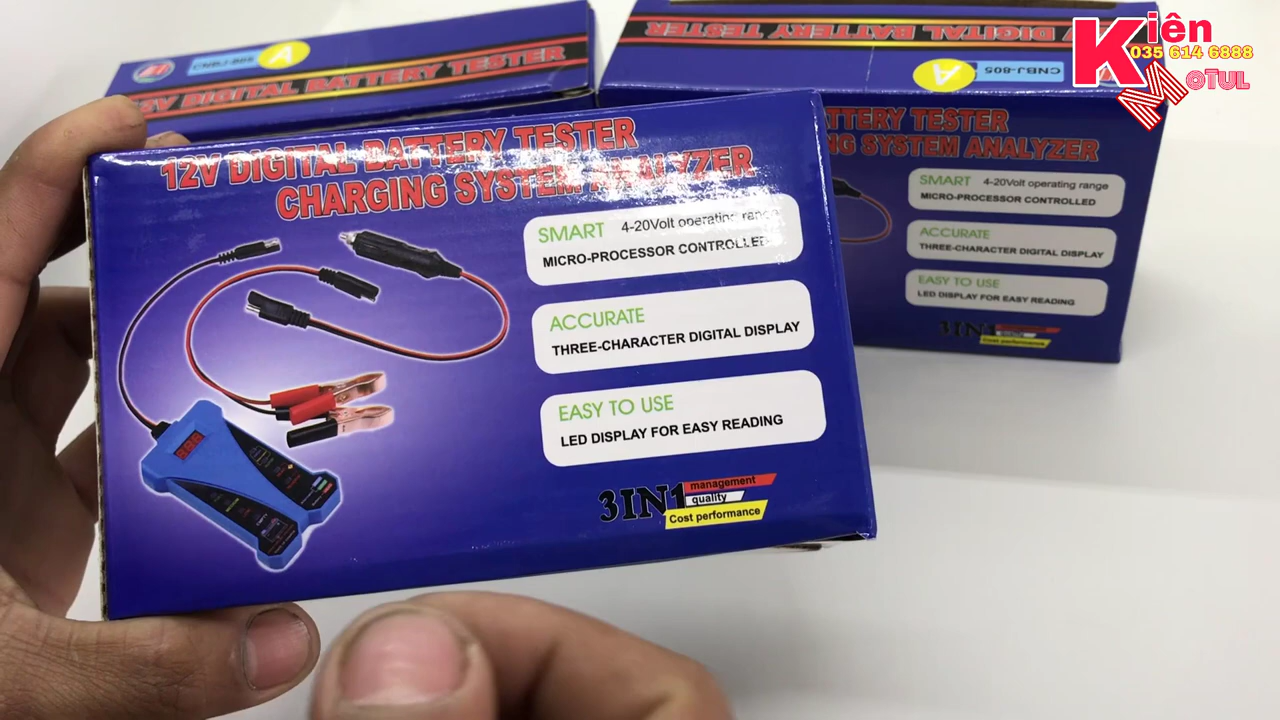 Kiên
035 614 6888
MOTUL
12V DIGITAL BATTERY TESTER
A
V DIGITAL BATTERY TESTER
CNBJ-805
A
12V DIGITAL BATTERY TESTER
CHARGING SYSTEM ANALYZER
SMART 4-20Volt operating range
MICRO-PROCESSOR CONTROLLED
ACCURATE
THREE-CHARACTER DIGITAL DISPLAY
EASY TO USE
LED DISPLAY FOR EASY READING
3IN1
management
quality
Cost performance
TTERY TESTER
NG SYSTEM ANALYZER
SMART 4-20Volt operating range
MICRO-PROCESSOR CONTROLLED
ACCURATE
THREE-CHARACTER DIGITAL DISPLAY
EASY TO USE
LED DISPLAY FOR EASY READING
3IN1
Cost performance